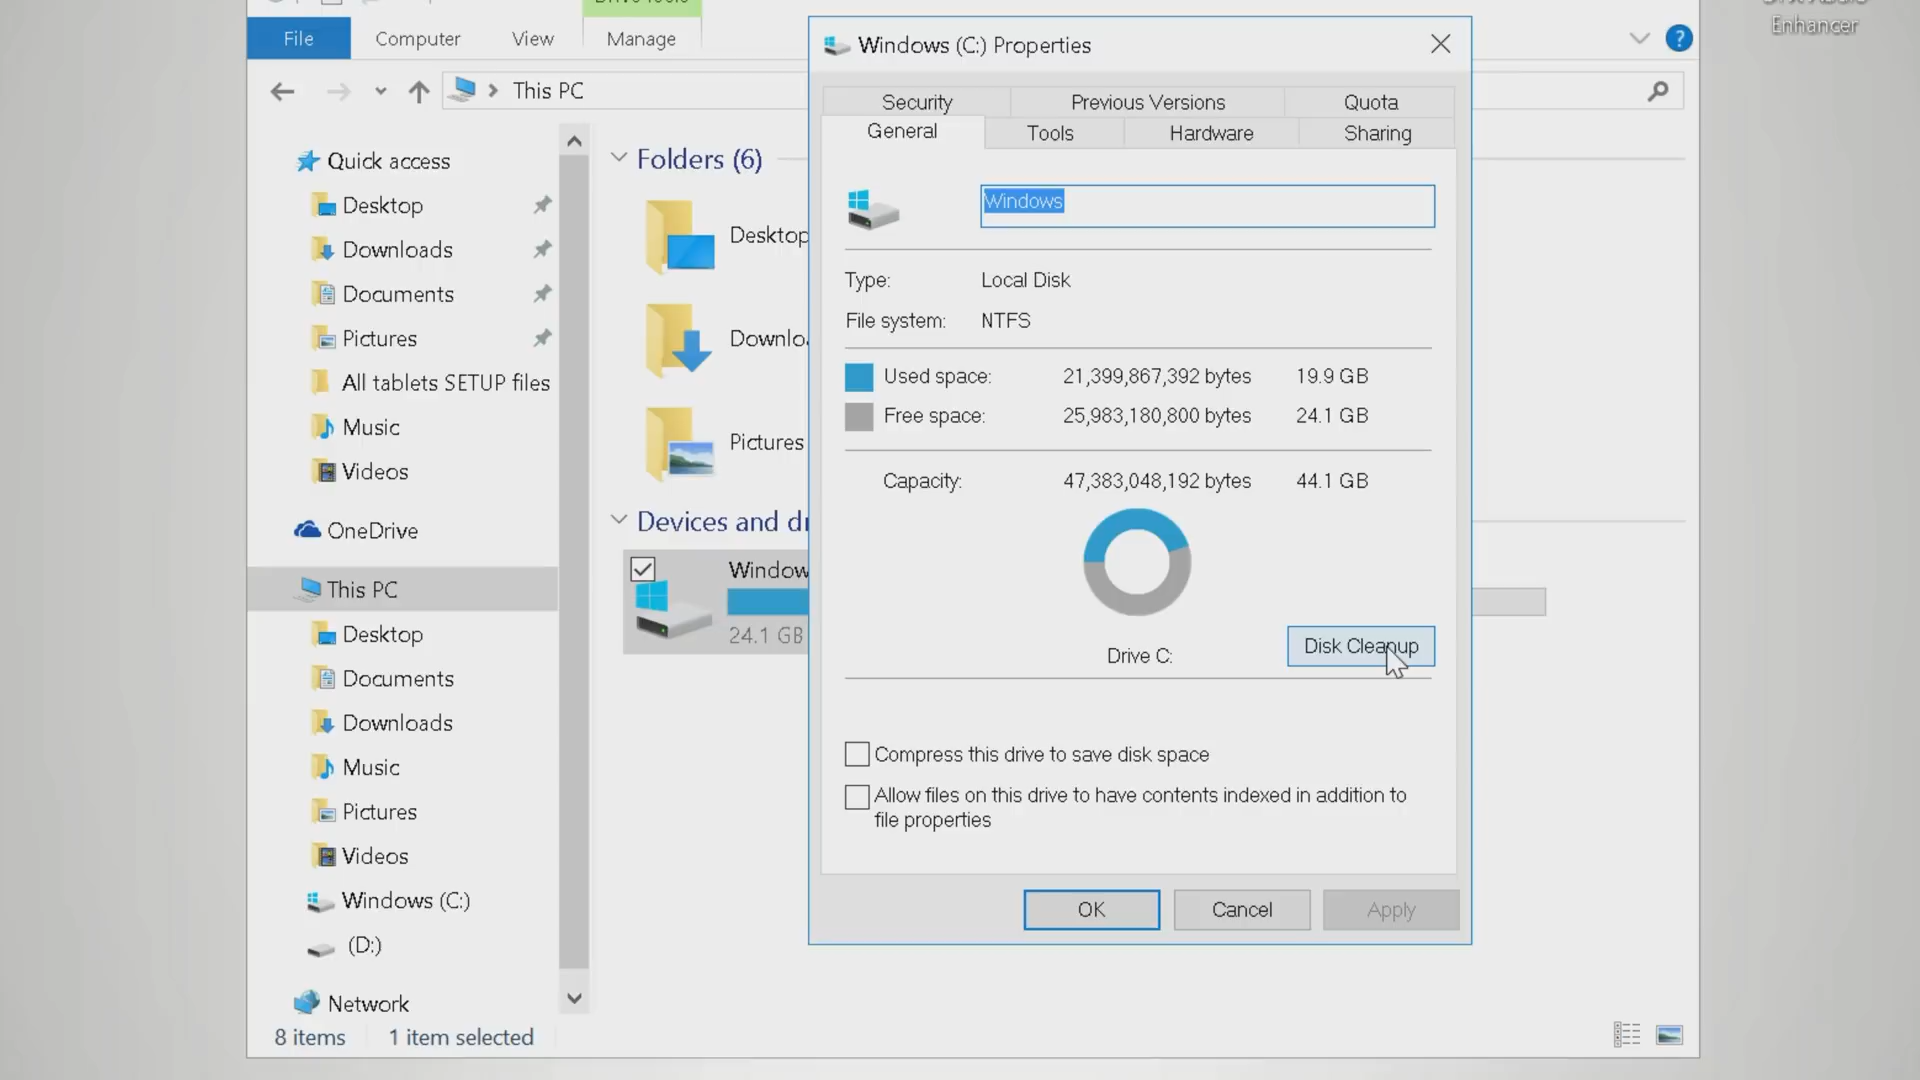 Enhancer
File
Computer
View
Manage
This PC
Quick access
Desktop
Downloads
Documents
Pictures
All tablets SETUP files
Music
Videos
OneDrive
This PC
Desktop
Documents
Downloads
Music
Pictures
Videos
Windows (C:)
(D:)
Network
8 items
1 item selected
Folders (6)
Desktop
Downlo
Pictures
Devices and dr
Window
24.1 GB
Windows (C:) Properties
Security
Previous Versions
Quota
General
Tools
Hardware
Sharing
Windows
Type: Local Disk
File system: NTFS
Used space: 21,399,867,392 bytes 19.9 GB
Free space: 25,983,180,800 bytes 24.1 GB
Capacity: 47,383,048,192 bytes 44.1 GB
Drive C:
Disk Cleanup
Compress this drive to save disk space
Allow files on this drive to have contents indexed in addition to
file properties
OK
Cancel
Apply